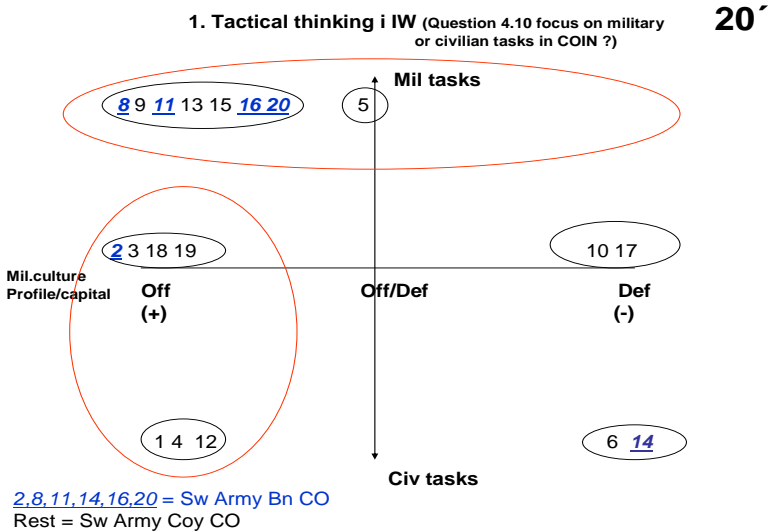 1. Tactical thinking i IW (Question 4.10 focus on military
or civilian tasks in COIN ?)
20´
Mil tasks
8 9 11 13 15 16 20
5
2 3 18 19
10 17
Mil.culture
Profile/capital
Off
(+)
Off/Def
Def
(-)
1 4 12
6 14
Civ tasks
2,8,11,14,16,20 = Sw Army Bn CO
Rest = Sw Army Coy CO